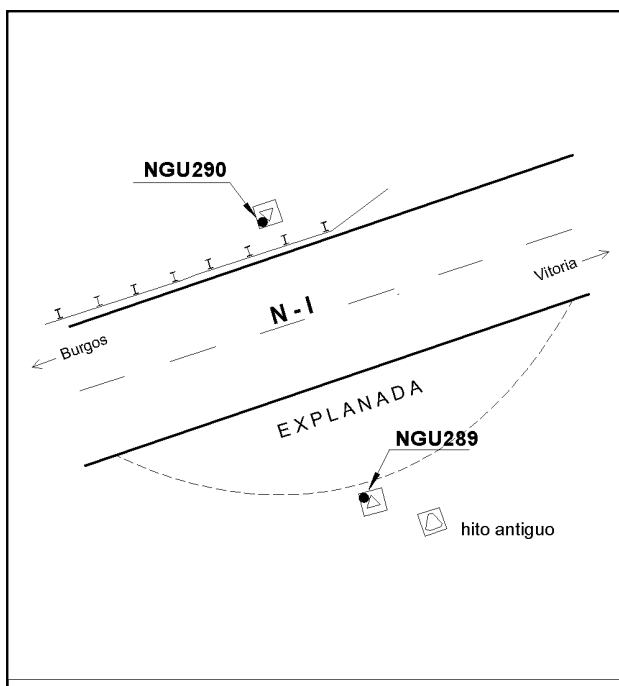 NGU290
Vitoria
N - I
Burgos
EXPLANADA
NGU289
hito antiguo